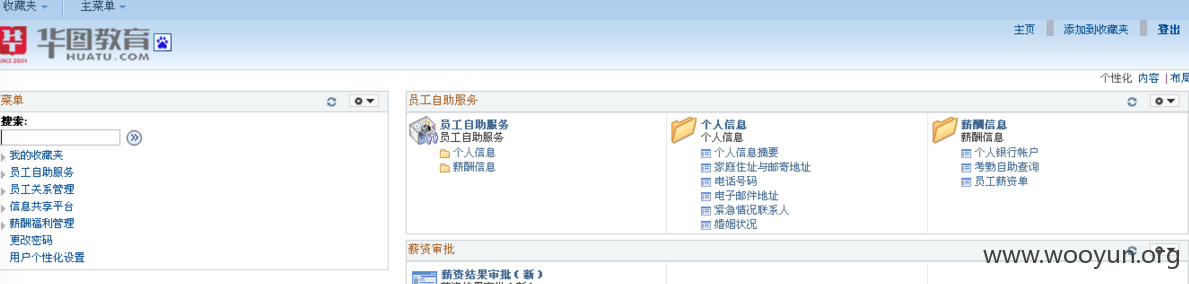 收藏夹 主菜单
华图教育
HUATU.COM
SINCE 2001
主页 添加到收藏夹 登出
个性化 内容 | 布局
菜单
搜索:
我的收藏夹
员工自助服务
员工关系管理
信息共享平台
薪酬福利管理
更改密码
用户个性化设置
员工自助服务
员工自助服务
员工自助服务
个人信息
薪酬信息
个人信息
个人信息
个人信息摘要
家庭住址与邮寄地址
电话号码
电子邮件地址
紧急情况联系人
婚姻状况
薪酬信息
薪酬信息
个人银行帐户
考勤自助查询
员工薪资单
薪资审批
薪资结果审批(新)
薪资结果审批(新)
www.wooyun.org